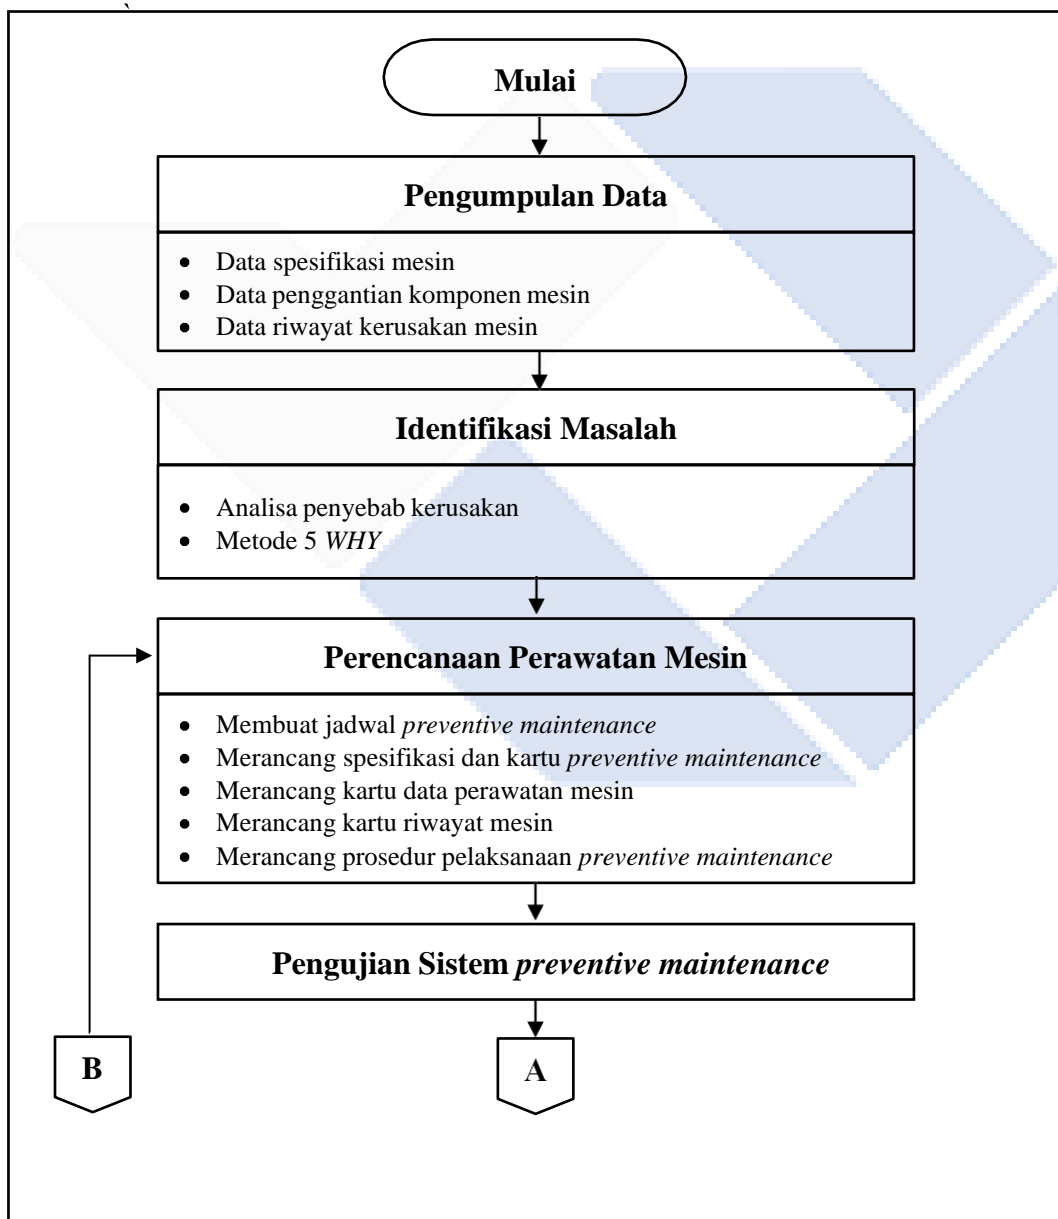 Mulai
Pengumpulan Data
• Data spesifikasi mesin
• Data penggantian komponen mesin
• Data riwayat kerusakan mesin
Identifikasi Masalah
• Analisa penyebab kerusakan
• Metode 5 WHY
Perencanaan Perawatan Mesin
• Membuat jadwal preventive maintenance
• Merancang spesifikasi dan kartu preventive maintenance
• Merancang kartu data perawatan mesin
• Merancang kartu riwayat mesin
• Merancang prosedur pelaksanaan preventive maintenance
Pengujian Sistem preventive maintenance
B
A